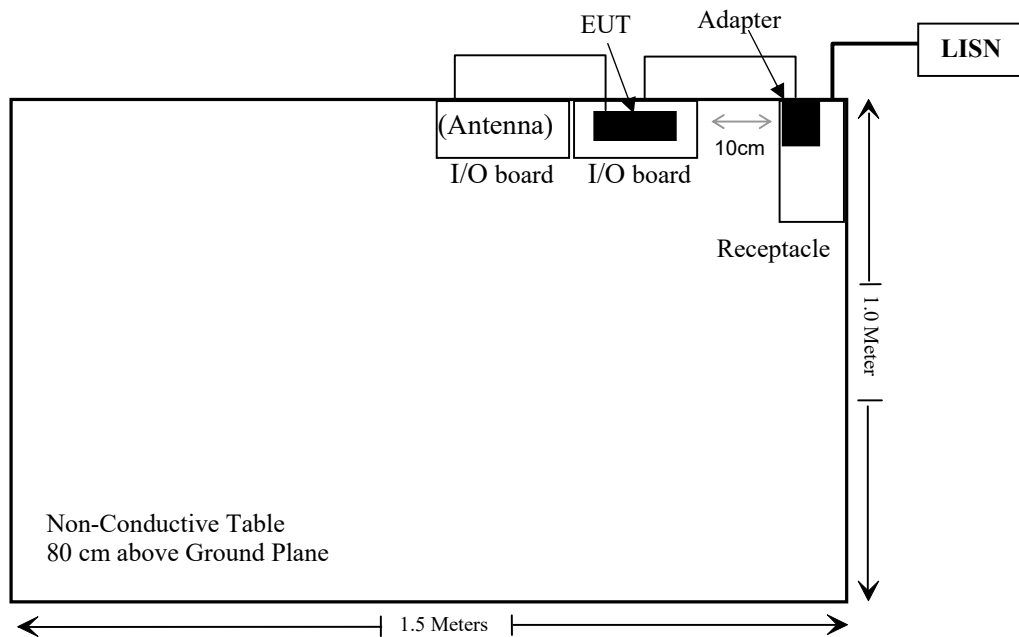 EUT
Adapter
LISN
(Antenna)
10cm
I/O board
I/O board
Receptacle
1.0 Meter
Non-Conductive Table
80 cm above Ground Plane
1.5 Meters